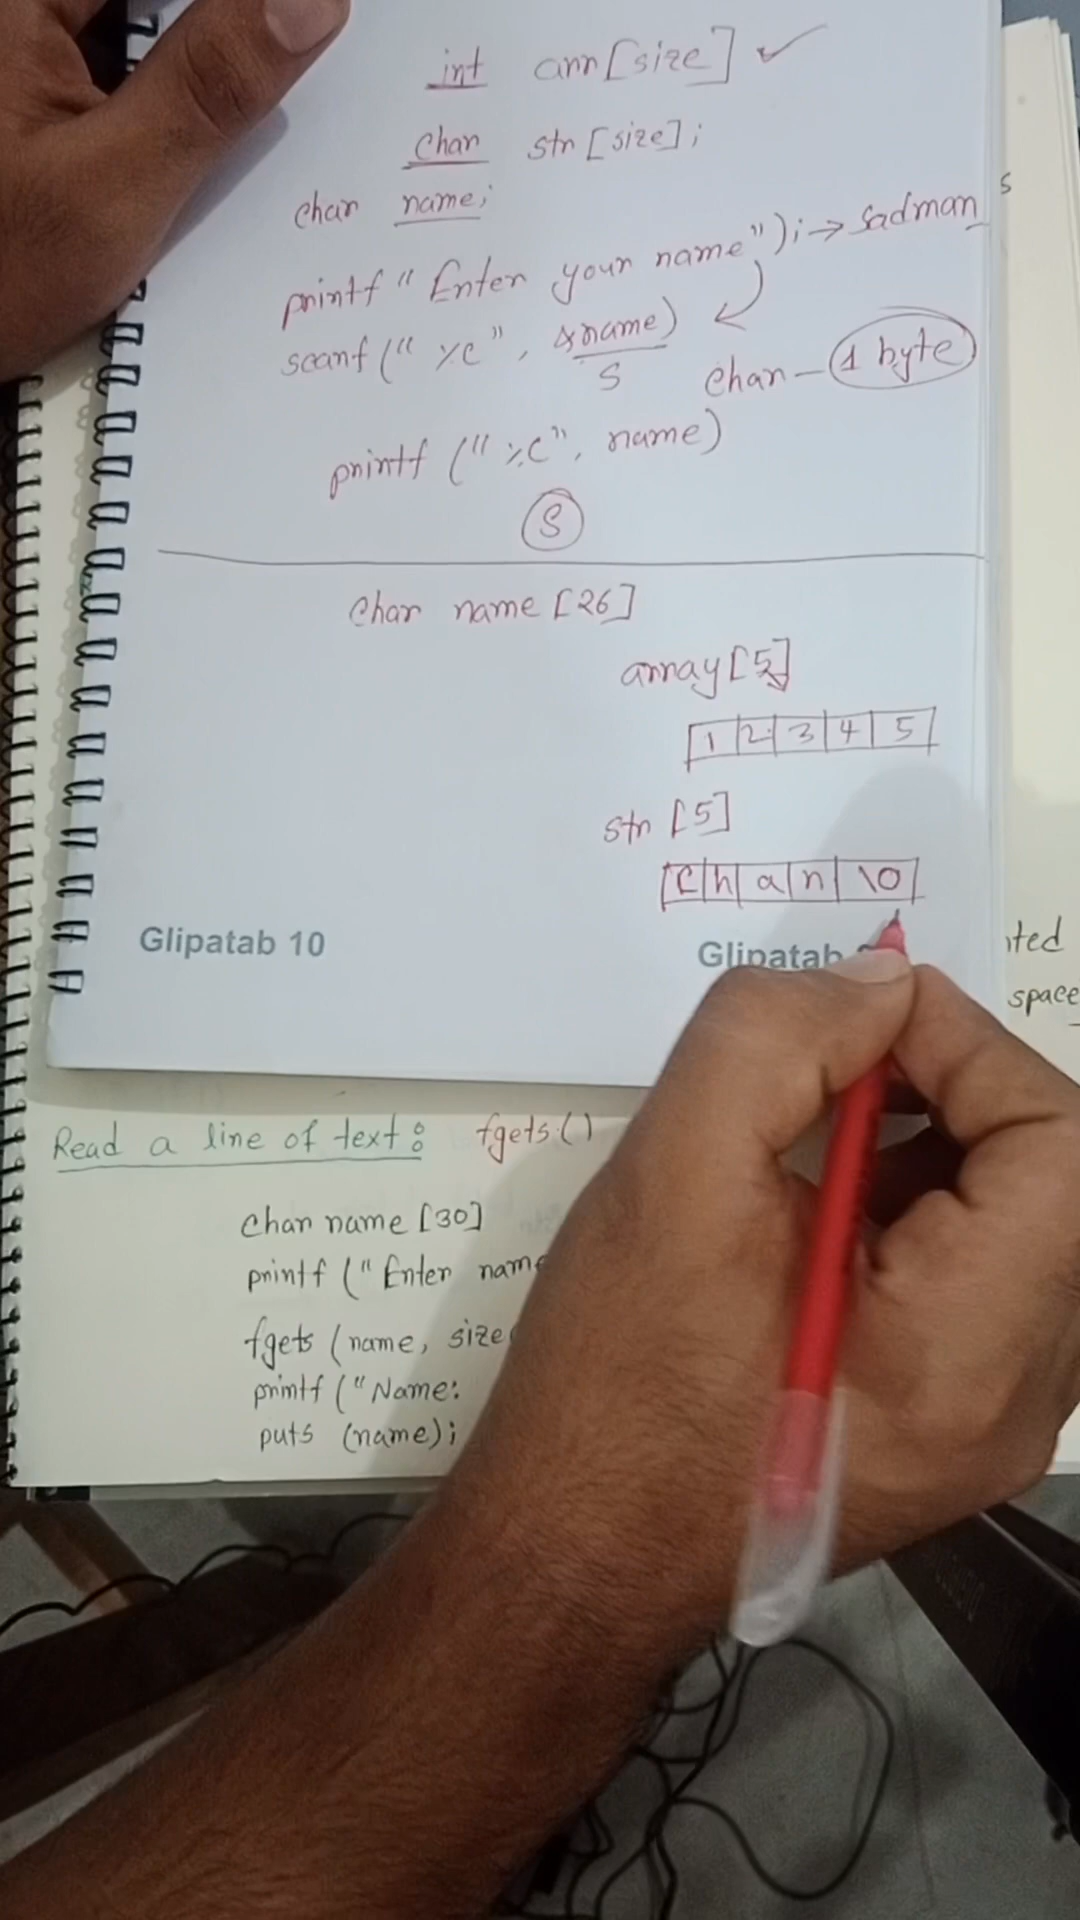 int arr[size] ✓
char str[size];
char name;
s
printf "Enter your name"); → Sadman
scanf("%c", &name)
S
char – 1 byte
printf ("%c", name)
S
char name [26]
array [5]
1 2 3 4 5
str [5]
c h a r \0
Glipatab 10
Glipatab
space
Read a line of text: fgets()
char name [30]
printf ("Enter name
fgets (name, size
printf ("Name:
puts (name);